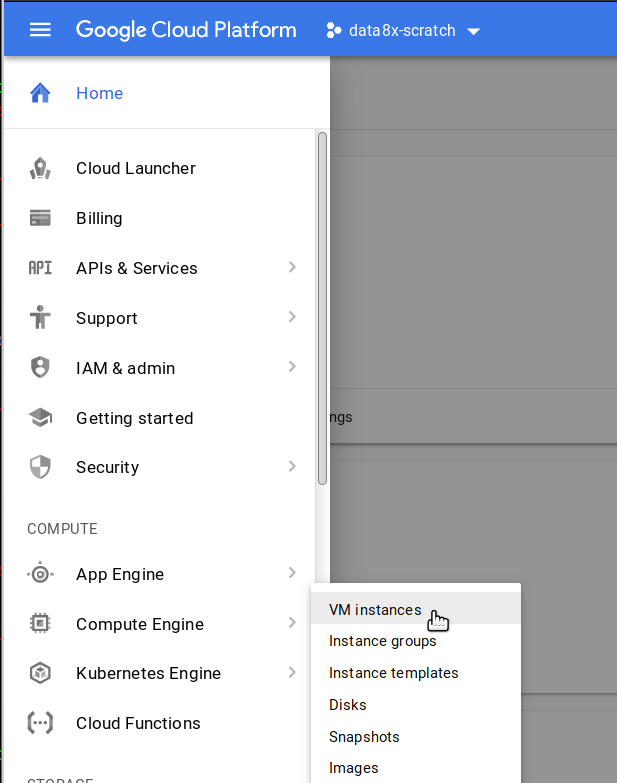 Google Cloud Platform data8x-scratch
Home
Cloud Launcher
Billing
API APIs & Services
Support
IAM & admin
Getting started
Security
COMPUTE
App Engine
Compute Engine
Kubernetes Engine
Cloud Functions
STORAGE
ngs
VM instances
Instance groups
Instance templates
Disks
Snapshots
Images